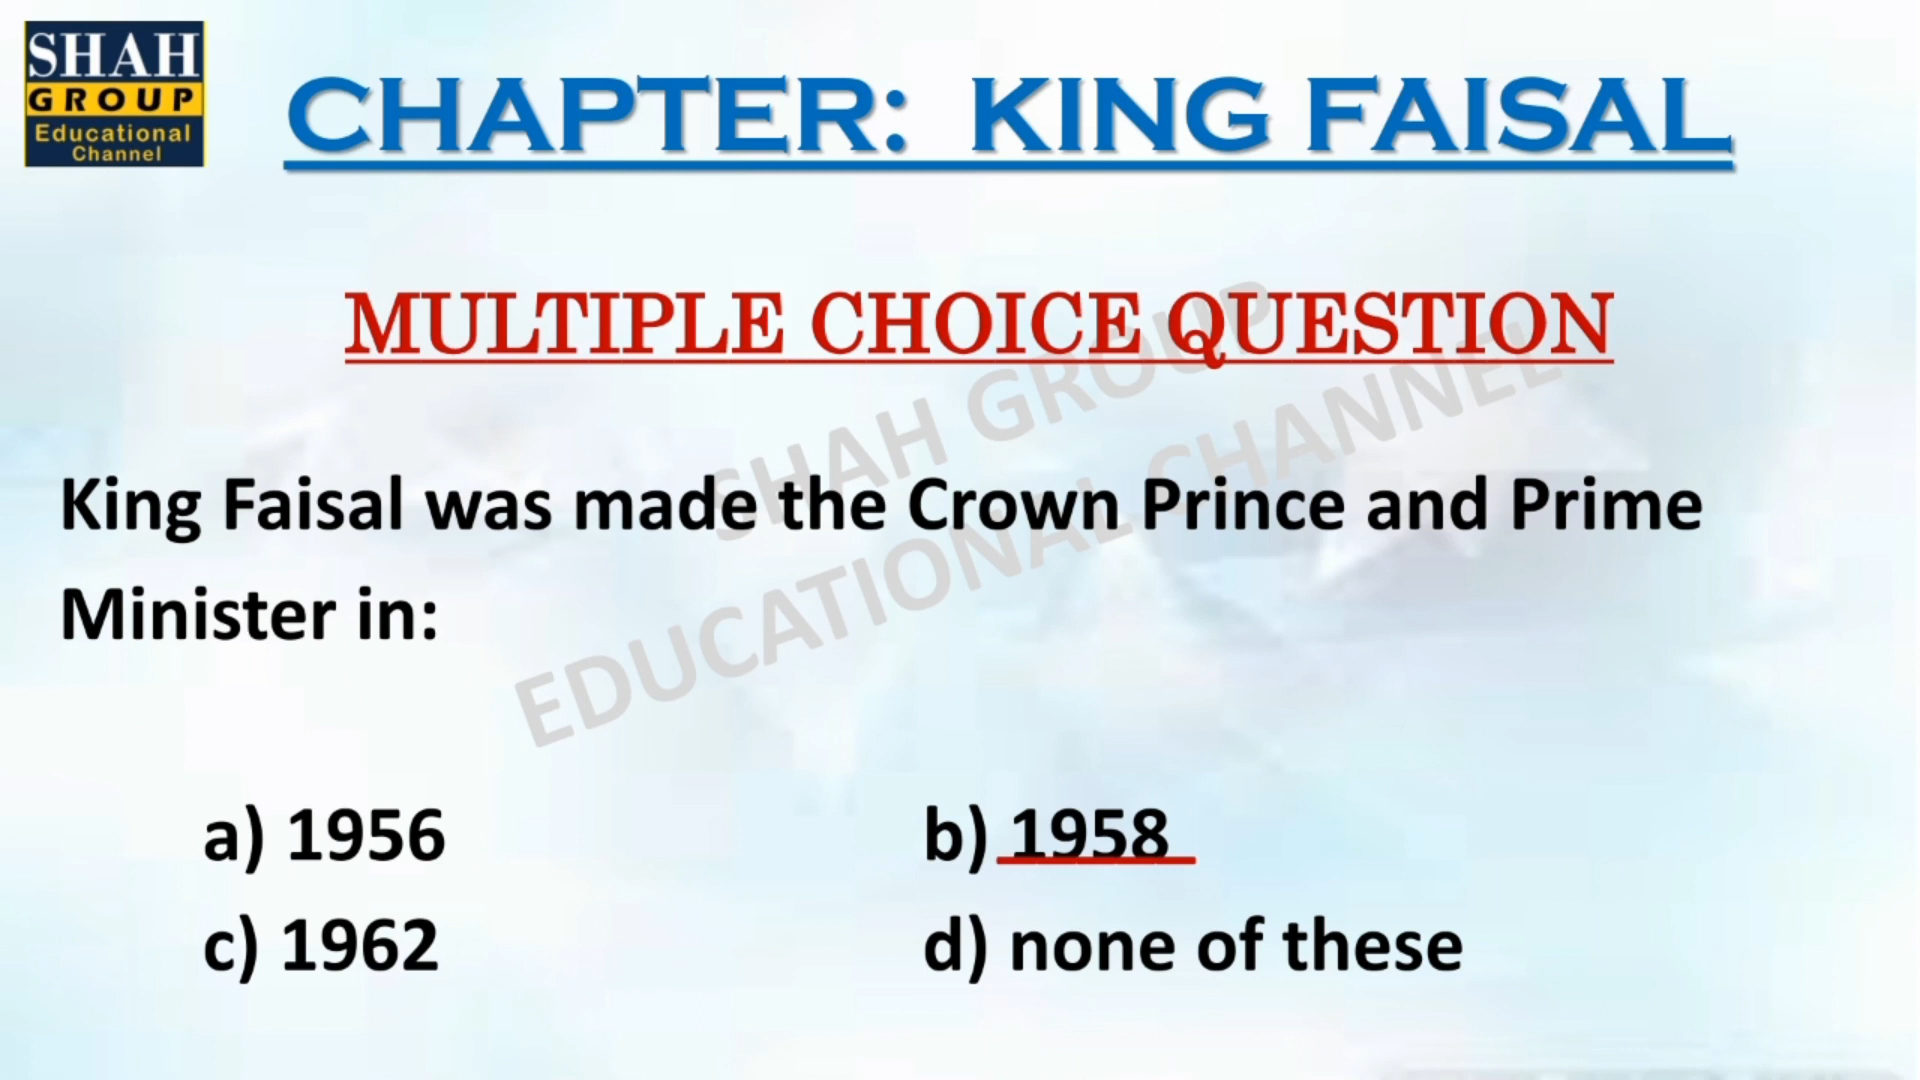 SHAH
GROUP
Educational
Channel
CHAPTER: KING FAISAL
MULTIPLE CHOICE QUESTION
SHAH GROUP
EDUCATIONAL CHANNEL
King Faisal was made the Crown Prince and Prime
Minister in:
a) 1956
b) 1958
c) 1962
d) none of these